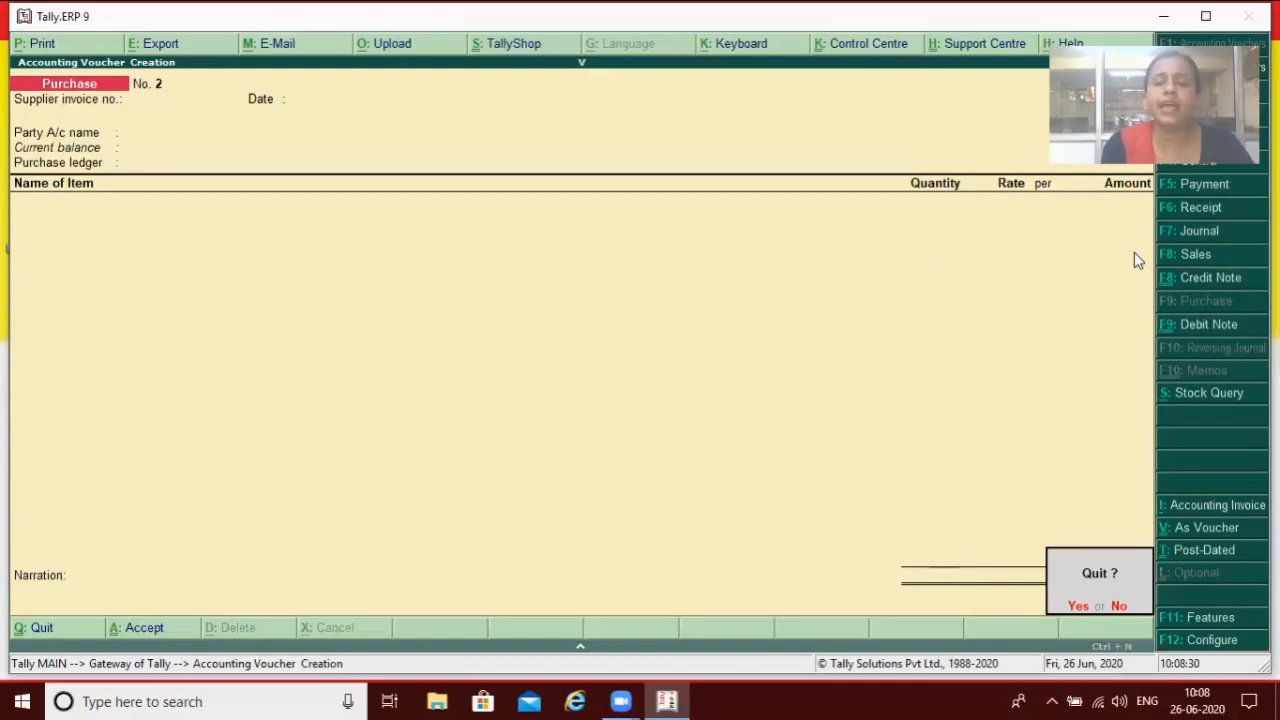 Tally.ERP 9
P: Print E: Export M: E-Mail O: Upload S: TallyShop G: Language K: Keyboard K: Control Centre H: Support Centre H: Help
F1: Accounting Vouchers
Accounting Voucher Creation
Purchase No. 2
Supplier invoice no.: Date :
Party A/c name :
Current balance :
Purchase ledger :
Name of Item Quantity Rate per Amount
F5: Payment
F6: Receipt
F7: Journal
F8: Sales
F8: Credit Note
F9: Purchase
F9: Debit Note
F10: Reversing Journal
F10: Memos
S: Stock Query
I: Accounting Invoice
V: As Voucher
T: Post-Dated
L: Optional
F11: Features
F12: Configure
Narration:
Quit ?
Yes or No
Q: Quit A: Accept D: Delete X: Cancel
Ctrl + N
Tally MAIN --> Gateway of Tally --> Accounting Voucher Creation © Tally Solutions Pvt Ltd., 1988-2020 Fri, 26 Jun, 2020 10:08:30
Type here to search
ENG
10:08
26-06-2020